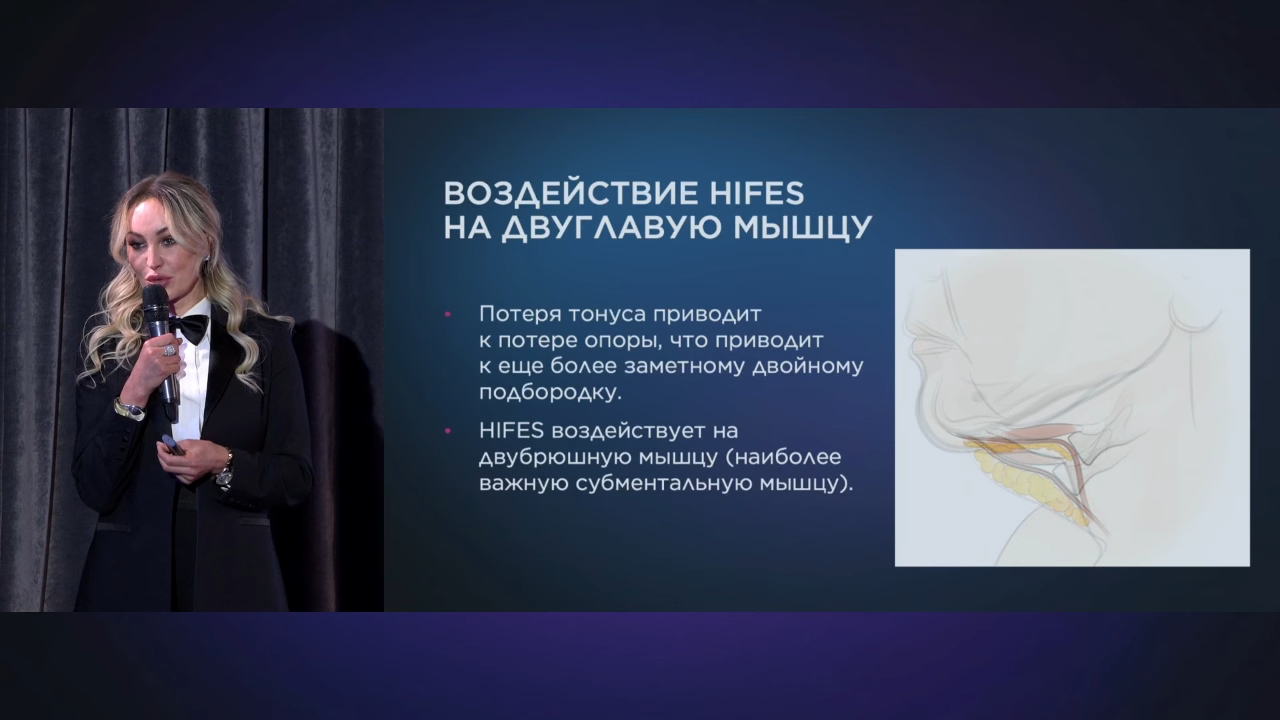 ВОЗДЕЙСТВИЕ HIFES
НА ДВУГЛАВУЮ МЫШЦУ
• Потеря тонуса приводит
к потере опоры, что приводит
к еще более заметному двойному
подбородку.
• HIFES воздействует на
двубрюшную мышцу (наиболее
важную субментальную мышцу).